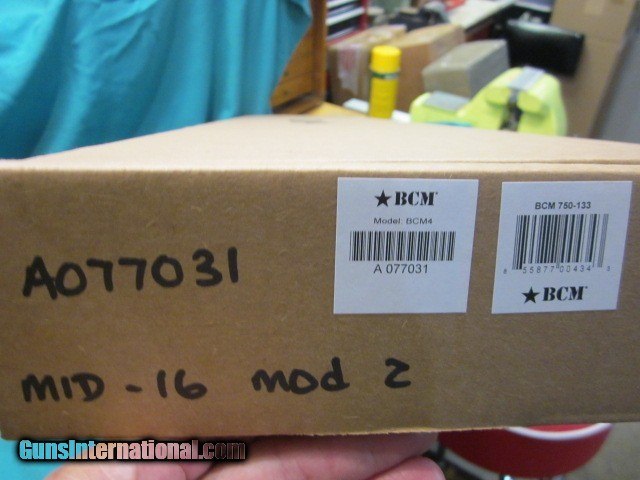 ★BCM
Model: BCM4
A 077031
BCM 750-133
8 55877 00434 3
★BCM
A077031
MID - 16 mod 2
GunsInternational.com